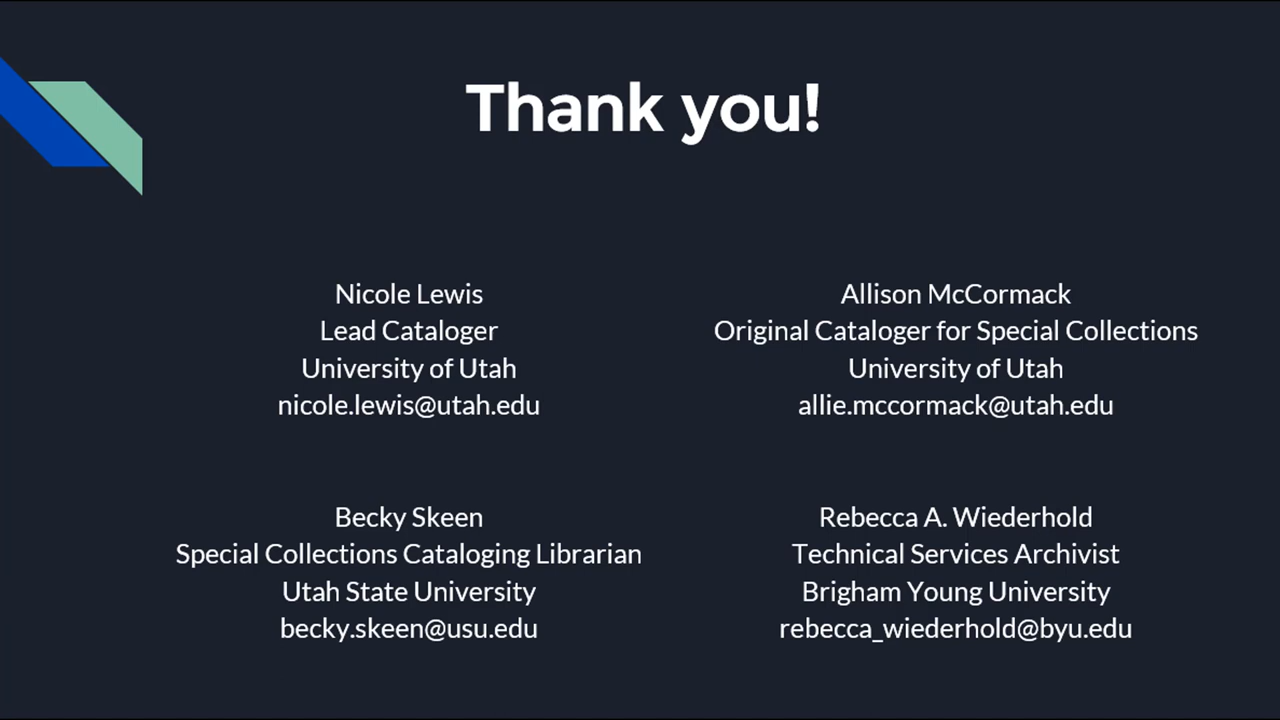 Thank you!
Nicole Lewis
Lead Cataloger
University of Utah
nicole.lewis@utah.edu
Allison McCormack
Original Cataloger for Special Collections
University of Utah
allie.mccormack@utah.edu
Becky Skeen
Special Collections Cataloging Librarian
Utah State University
becky.skeen@usu.edu
Rebecca A. Wiederhold
Technical Services Archivist
Brigham Young University
rebecca_wiederhold@byu.edu